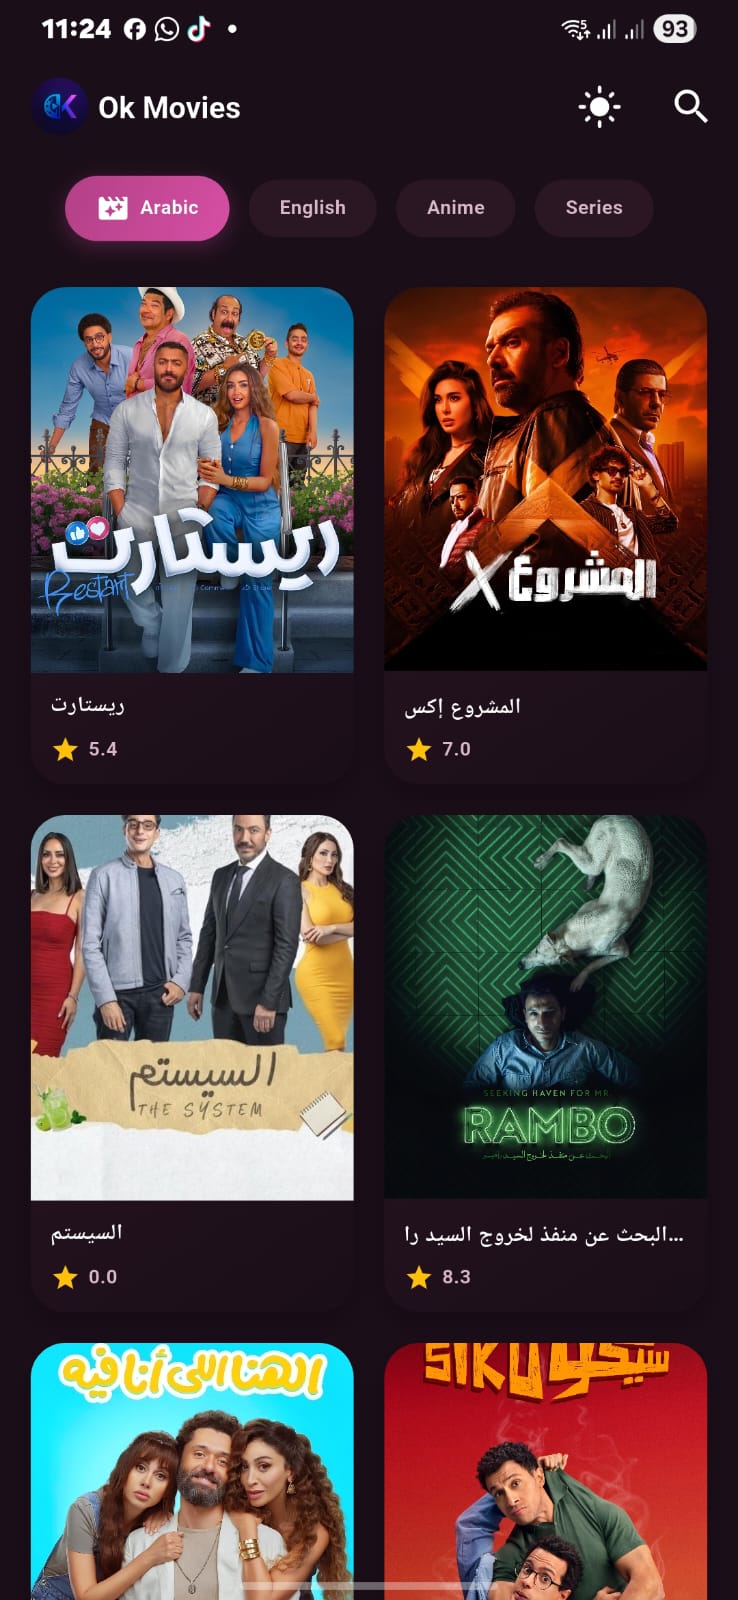 11:24
93
Ok Movies
Arabic
English
Anime
Series
ريستارت
Restart
المشروع X
ريستارت
5.4
المشروع إكس
7.0
السيستم
THE SYSTEM
SEEKING HAVEN FOR MR.
RAMBO
البحث عن منفذ لخروج السيد رامبو
السيستم
0.0
البحث عن منفذ لخروج السيد را...
8.3
الهنا اللي أنا فيه
SIKO
سيكو